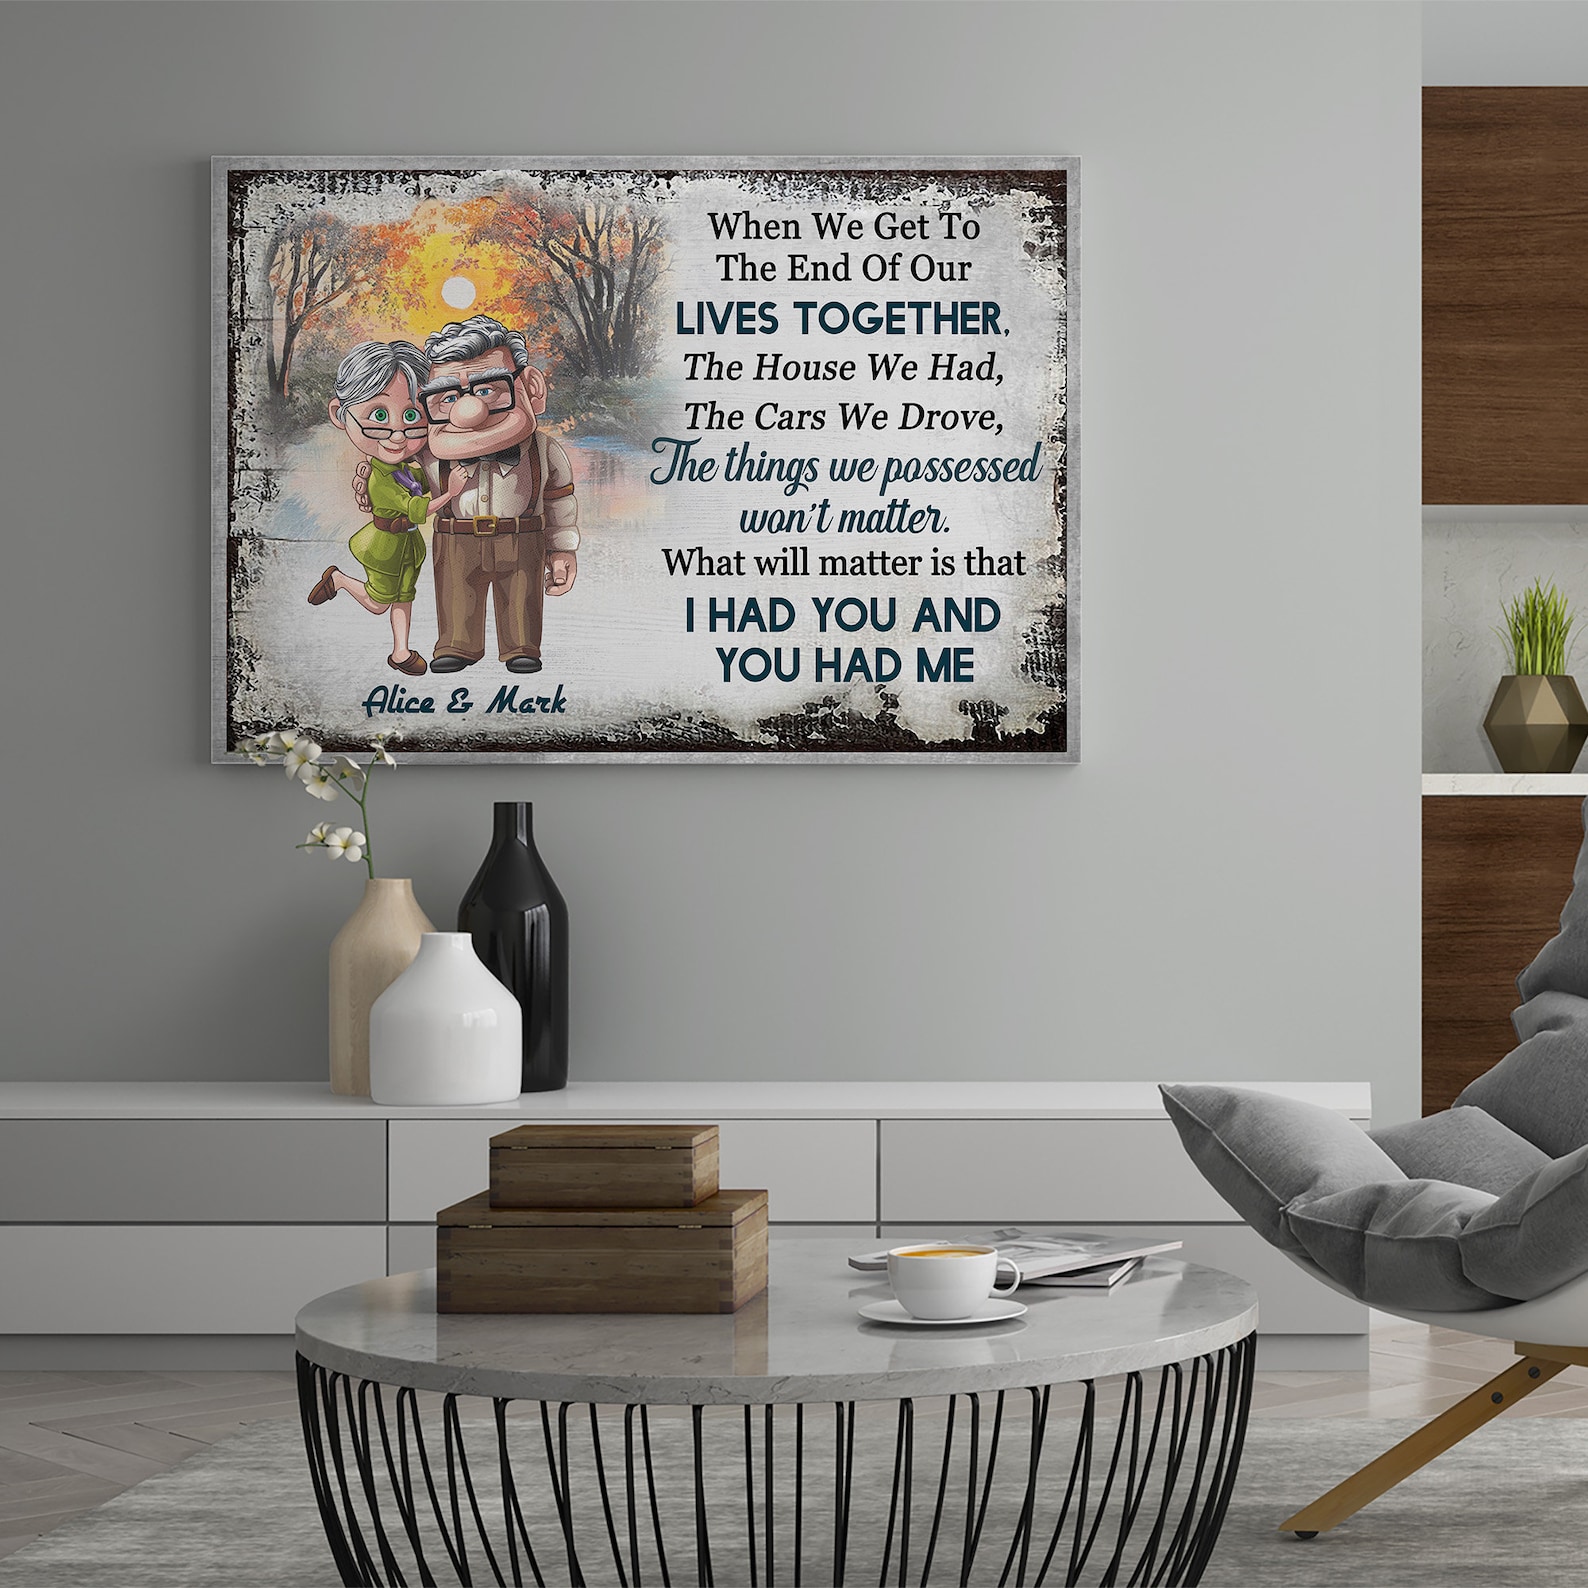 When We Get To
The End Of Our
LIVES TOGETHER,
The House We Had,
The Cars We Drove,
The things we possessed
won't matter.
What will matter is that
I HAD YOU AND
YOU HAD ME
Alice & Mark